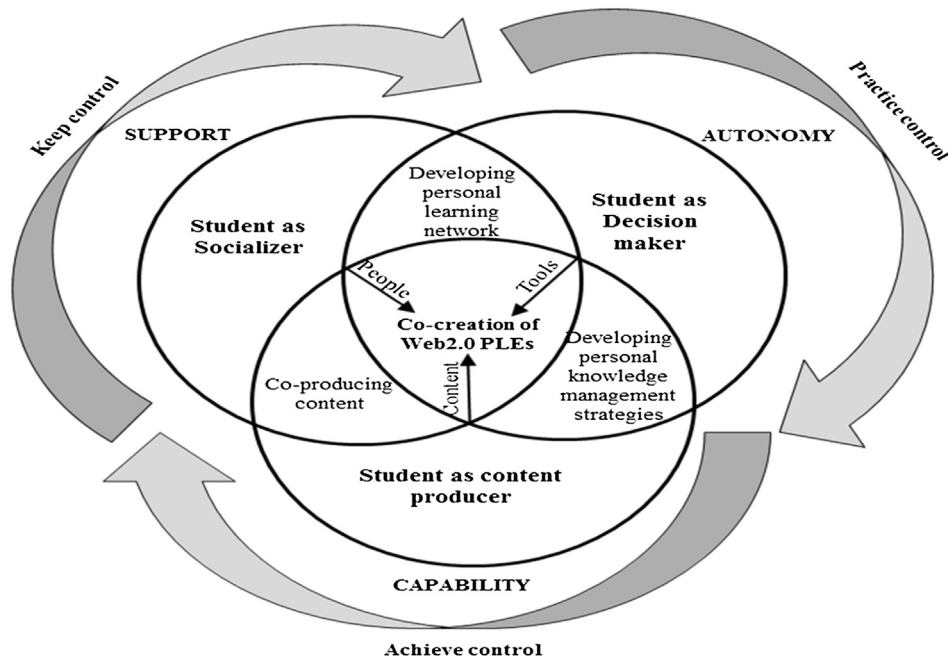 Keep control
Practice control
SUPPORT
AUTONOMY
Developing
personal
learning
network
Student as
Socializer
Student as
Decision
maker
People
Tools
Co-creation of
Web2.0 PLEs
Content
Co-producing
content
Developing
personal
knowledge
management
strategies
Student as content
producer
CAPABILITY
Achieve control